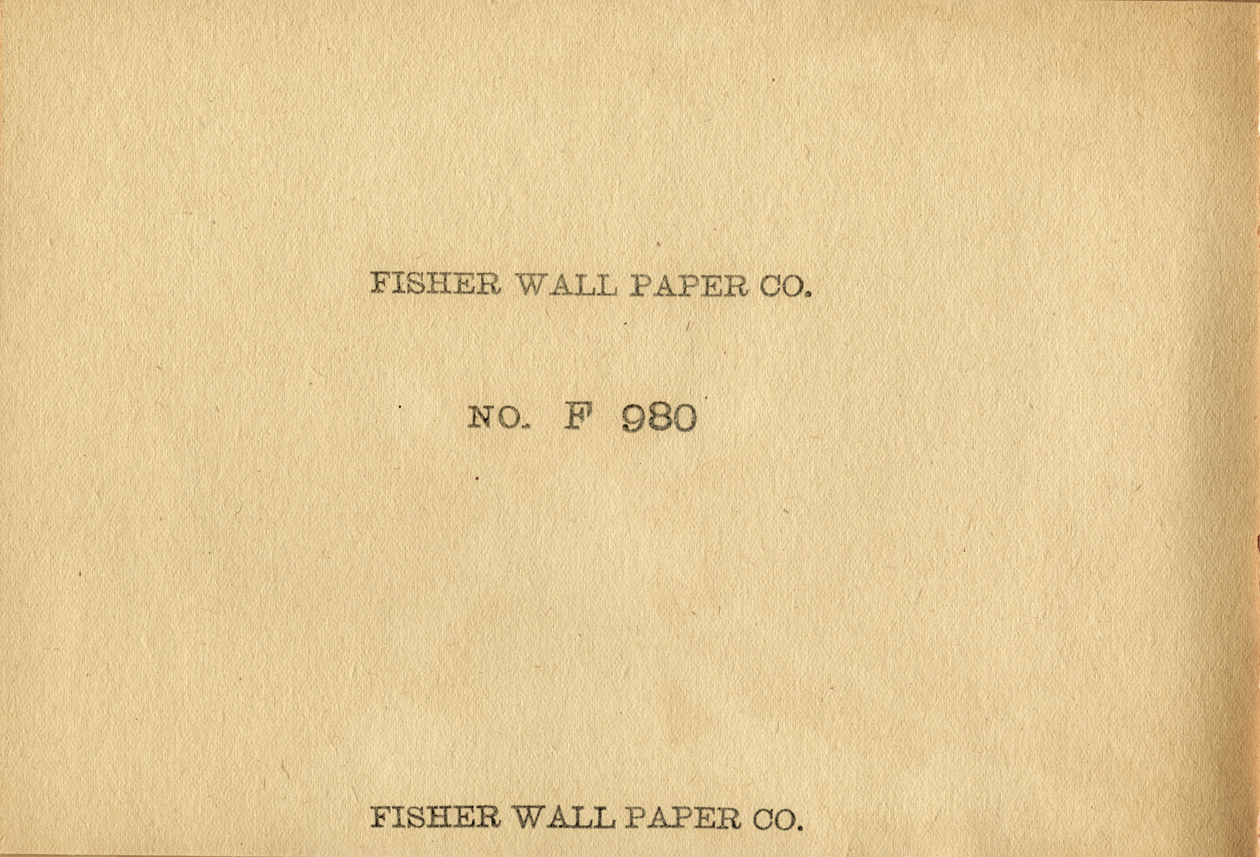 FISHER WALL PAPER CO.
NO. F 980
FISHER WALL PAPER CO.